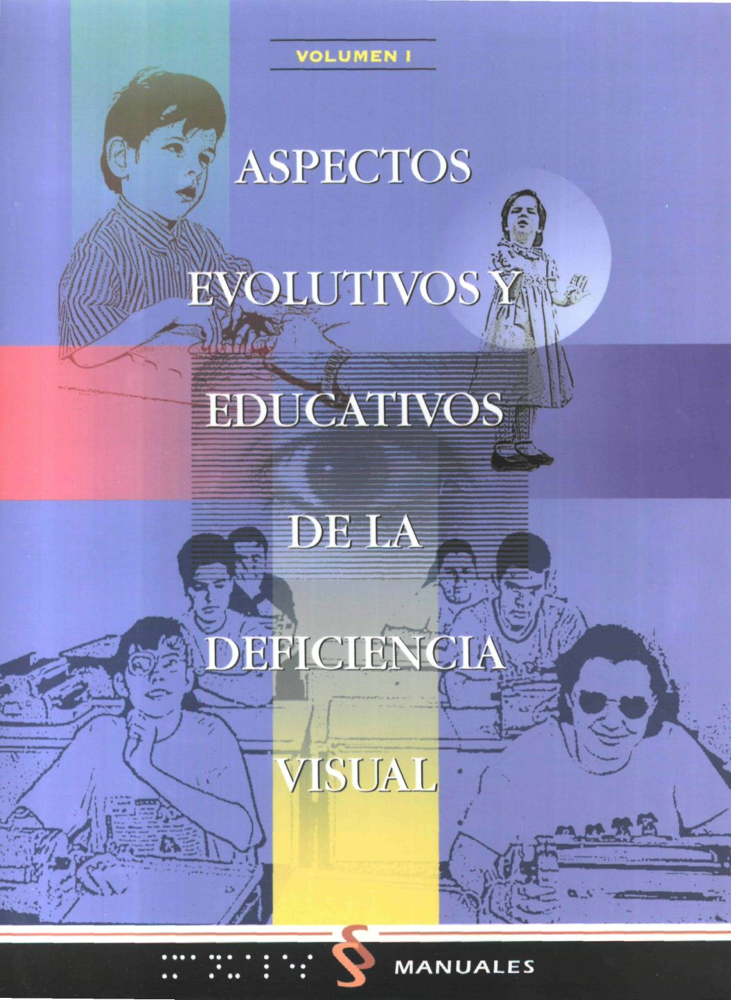 VOLUMEN I
ASPECTOS
EVOLUTIVOS Y
EDUCATIVOS
DE LA
DEFICIENCIA
VISUAL
MANUALES